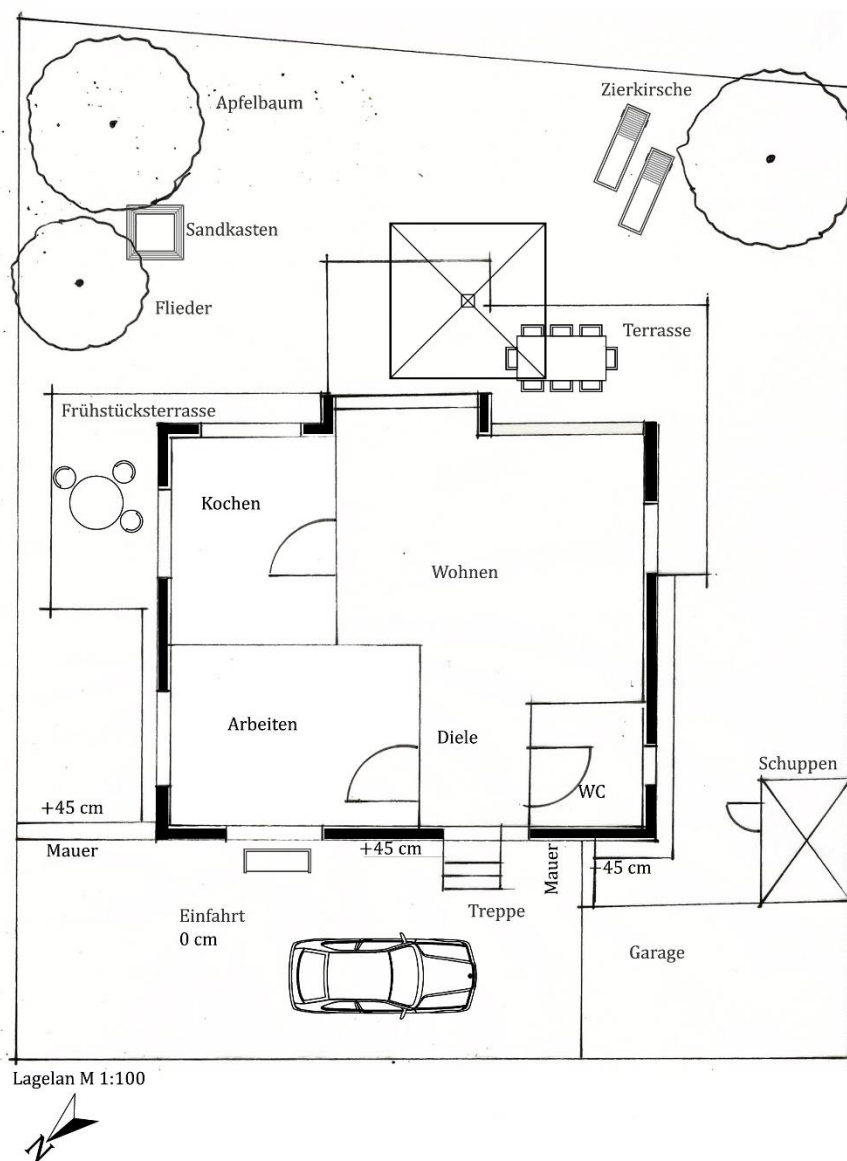 Apfelbaum
Zierkirsche
Sandkasten
Flieder
Terrasse
Frühstücksterrasse
Kochen
Wohnen
Arbeiten
Diele
WC
Schuppen
+45 cm
Mauer
+45 cm
Mauer
+45 cm
Einfahrt
0 cm
Treppe
Garage
Lagelan M 1:100
N